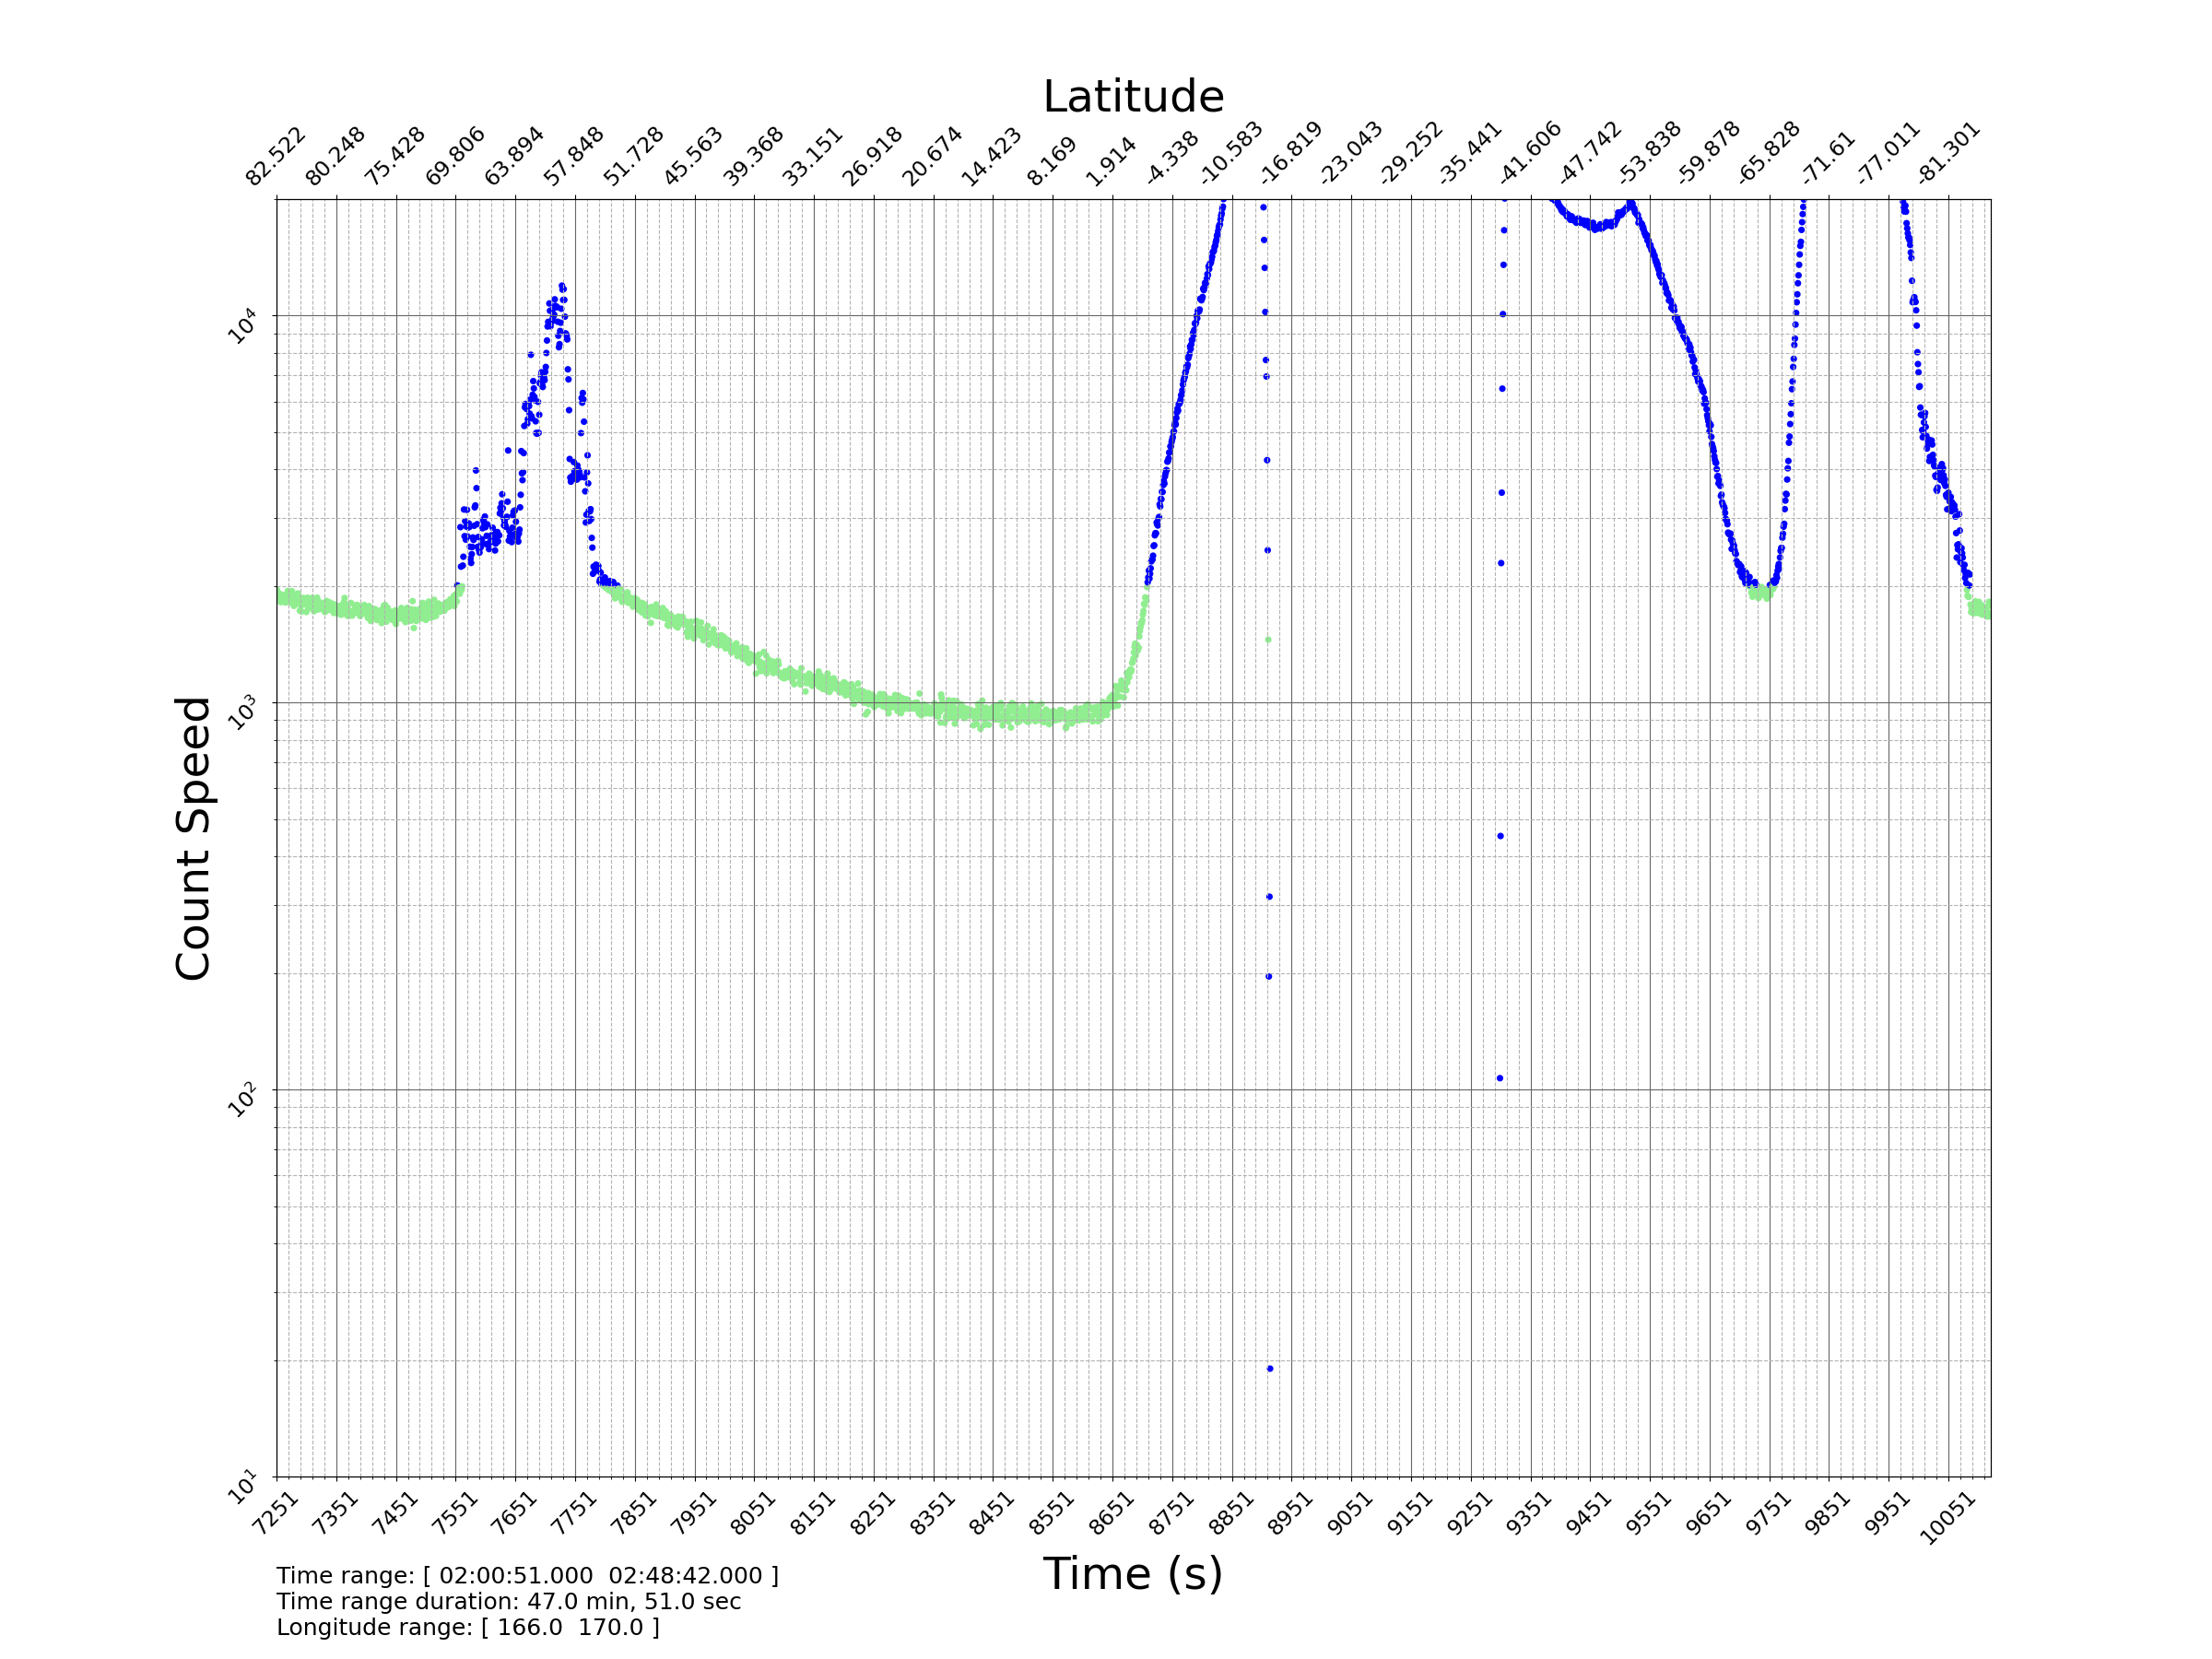 Latitude
82.522 80.248 75.428 69.806 63.894 57.848 51.728 45.563 39.368 33.151 26.918 20.674 14.423 8.169 1.914 -4.338 -10.583 -16.819 -23.043 -29.252 -35.441 -41.606 -47.742 -53.838 -59.878 -65.828 -71.61 -77.011 -81.301
10⁴
10³
Count Speed
10²
10¹
7251 7351 7451 7551 7651 7751 7851 7951 8051 8151 8251 8351 8451 8551 8651 8751 8851 8951 9051 9151 9251 9351 9451 9551 9651 9751 9851 9951 10051
Time (s)
Time range: [ 02:00:51.000  02:48:42.000 ]
Time range duration: 47.0 min, 51.0 sec
Longitude range: [ 166.0  170.0 ]